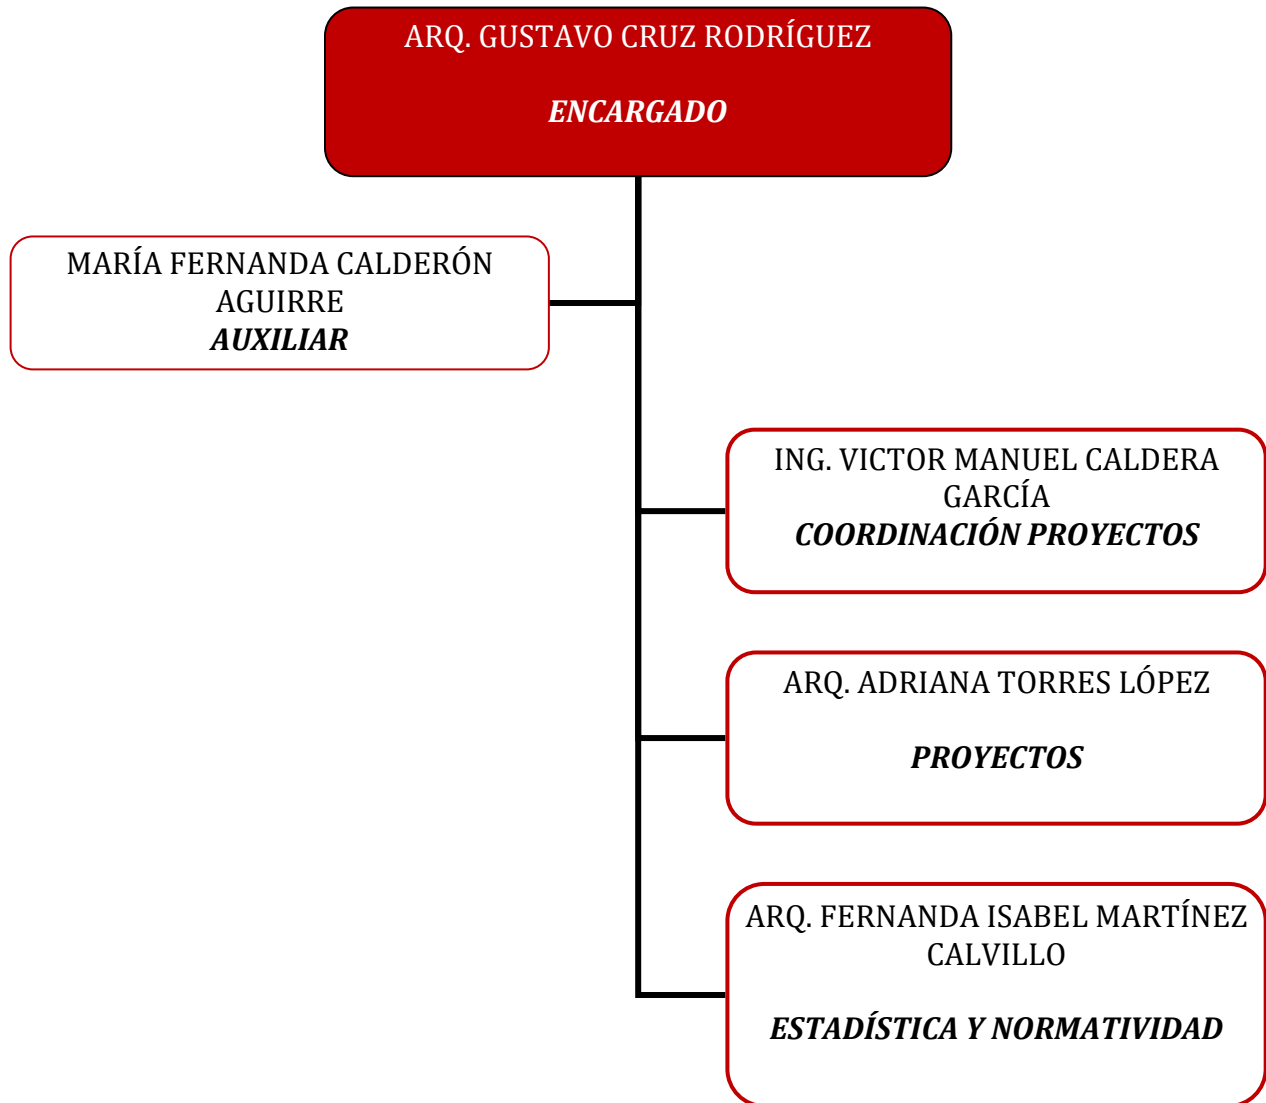 ARQ. GUSTAVO CRUZ RODRÍGUEZ
ENCARGADO
MARÍA FERNANDA CALDERÓN
AGUIRRE
AUXILIAR
ING. VICTOR MANUEL CALDERA
GARCÍA
COORDINACIÓN PROYECTOS
ARQ. ADRIANA TORRES LÓPEZ
PROYECTOS
ARQ. FERNANDA ISABEL MARTÍNEZ
CALVILLO
ESTADÍSTICA Y NORMATIVIDAD